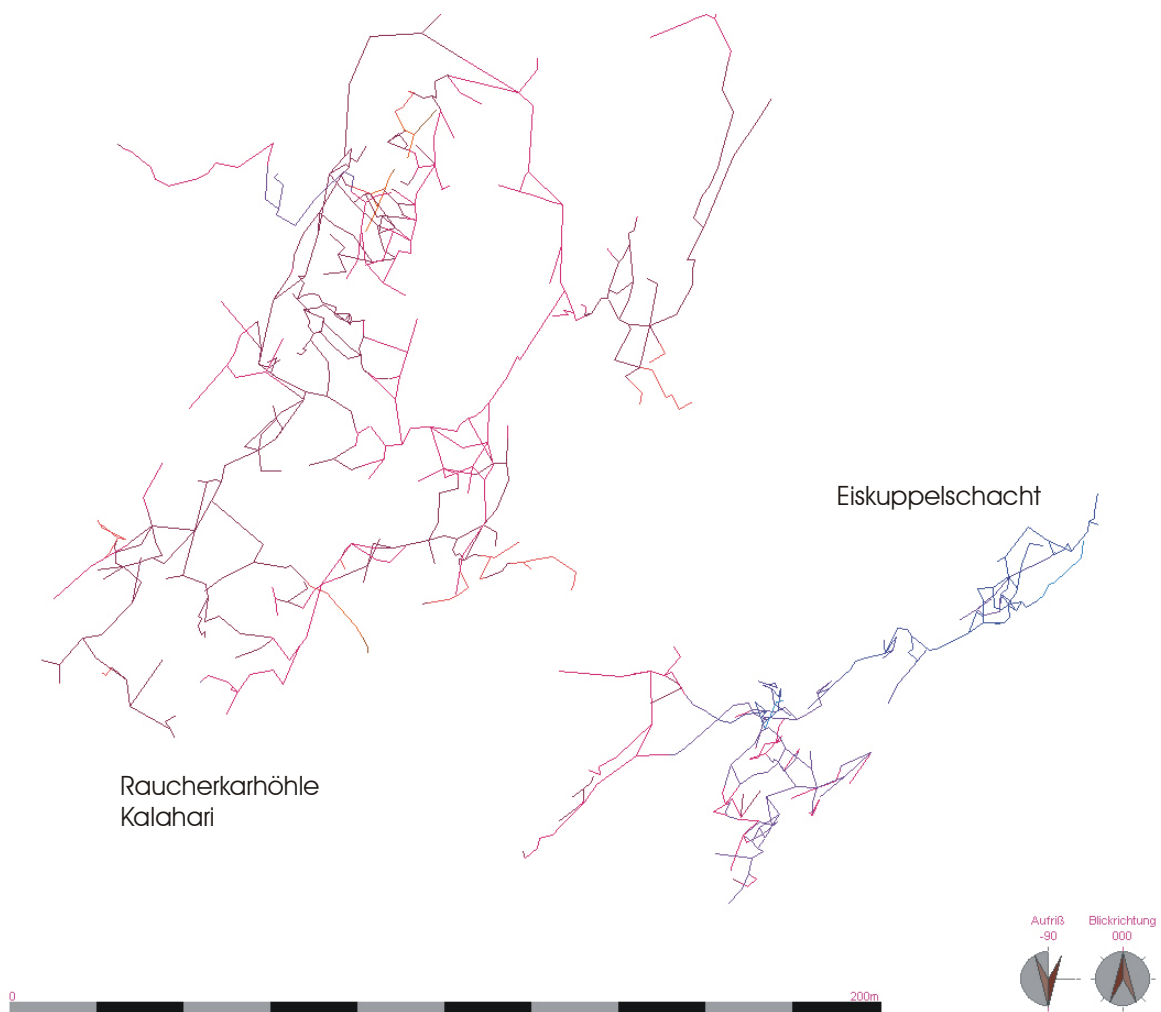 Eiskuppelschacht
Raucherkarhöhle
Kalahari
Aufriß
-90
Blickrichtung
000
0
200m